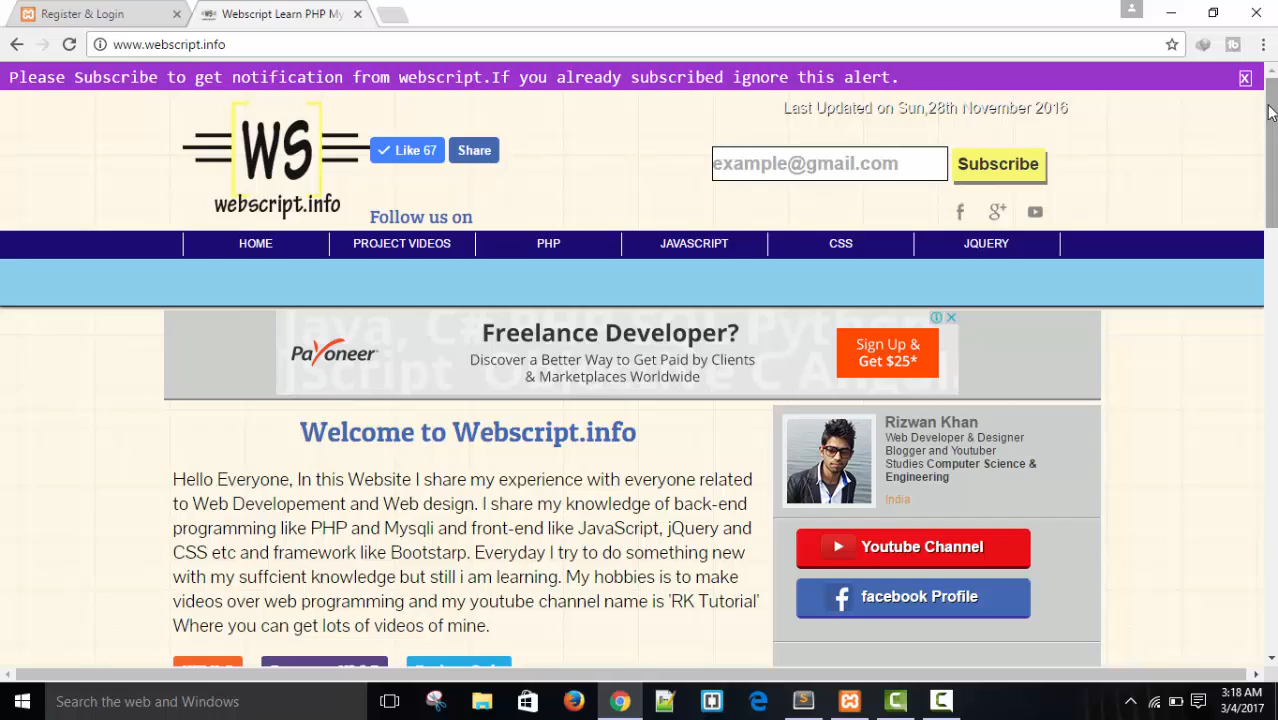 Register & Login
Webscript Learn PHP My
www.webscript.info
Please Subscribe to get notification from webscript.If you already subscribed ignore this alert.
X
Last Updated on Sun,28th November 2016
WS
webscript.info
Like 67
Share
example@gmail.com
Subscribe
Follow us on
HOME
PROJECT VIDEOS
PHP
JAVASCRIPT
CSS
JQUERY
Payoneer
Freelance Developer?
Discover a Better Way to Get Paid by Clients
& Marketplaces Worldwide
Sign Up &
Get $25*
Welcome to Webscript.info
Hello Everyone, In this Website I share my experience with everyone related
to Web Developement and Web design. I share my knowledge of back-end
programming like PHP and Mysqli and front-end like JavaScript, jQuery and
CSS etc and framework like Bootstarp. Everyday I try to do something new
with my suffcient knowledge but still i am learning. My hobbies is to make
videos over web programming and my youtube channel name is 'RK Tutorial'
Where you can get lots of videos of mine.
Rizwan Khan
Web Developer & Designer
Blogger and Youtuber
Studies Computer Science &
Engineering
India
Youtube Channel
facebook Profile
Search the web and Windows
3:18 AM
3/4/2017